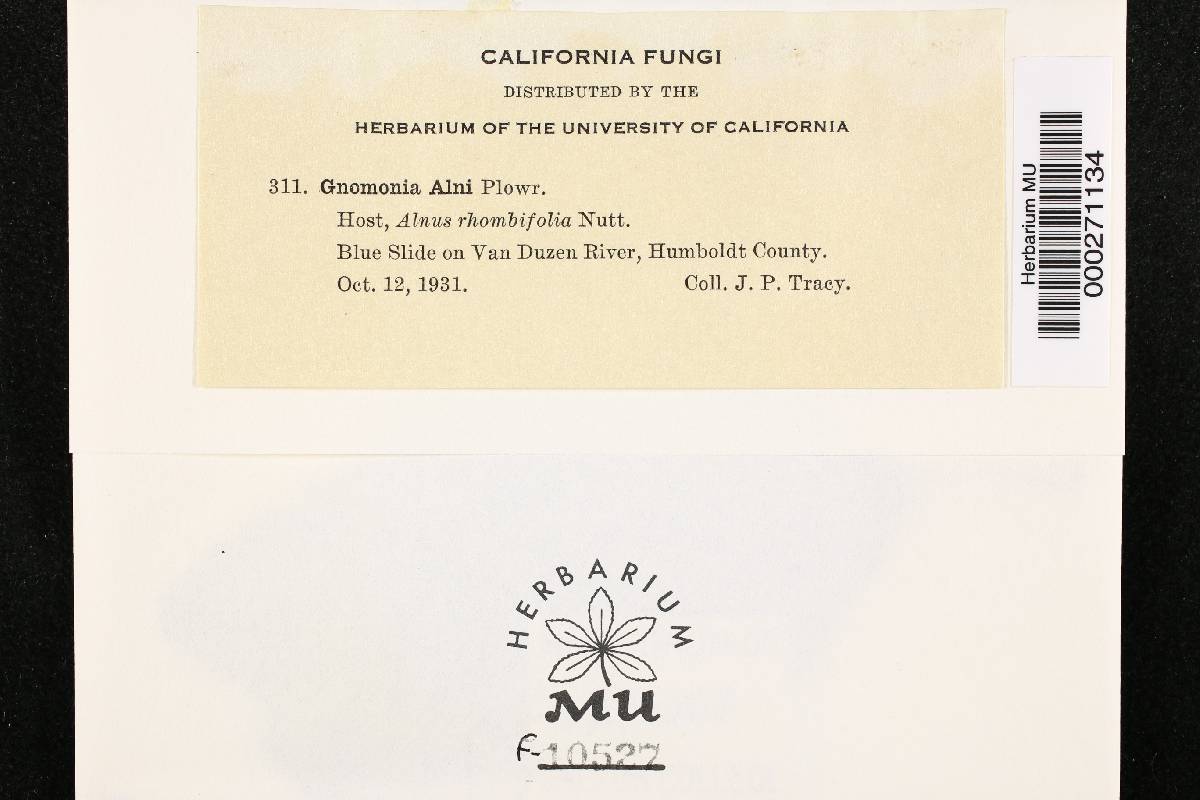 CALIFORNIA FUNGI
DISTRIBUTED BY THE
HERBARIUM OF THE UNIVERSITY OF CALIFORNIA
311. Gnomonia Alni Plowr.
Host, Alnus rhombifolia Nutt.
Blue Slide on Van Duzen River, Humboldt County.
Oct. 12, 1931. Coll. J. P. Tracy.
Herbarium MU
000271134
HERBARIUM
MU
F-10527